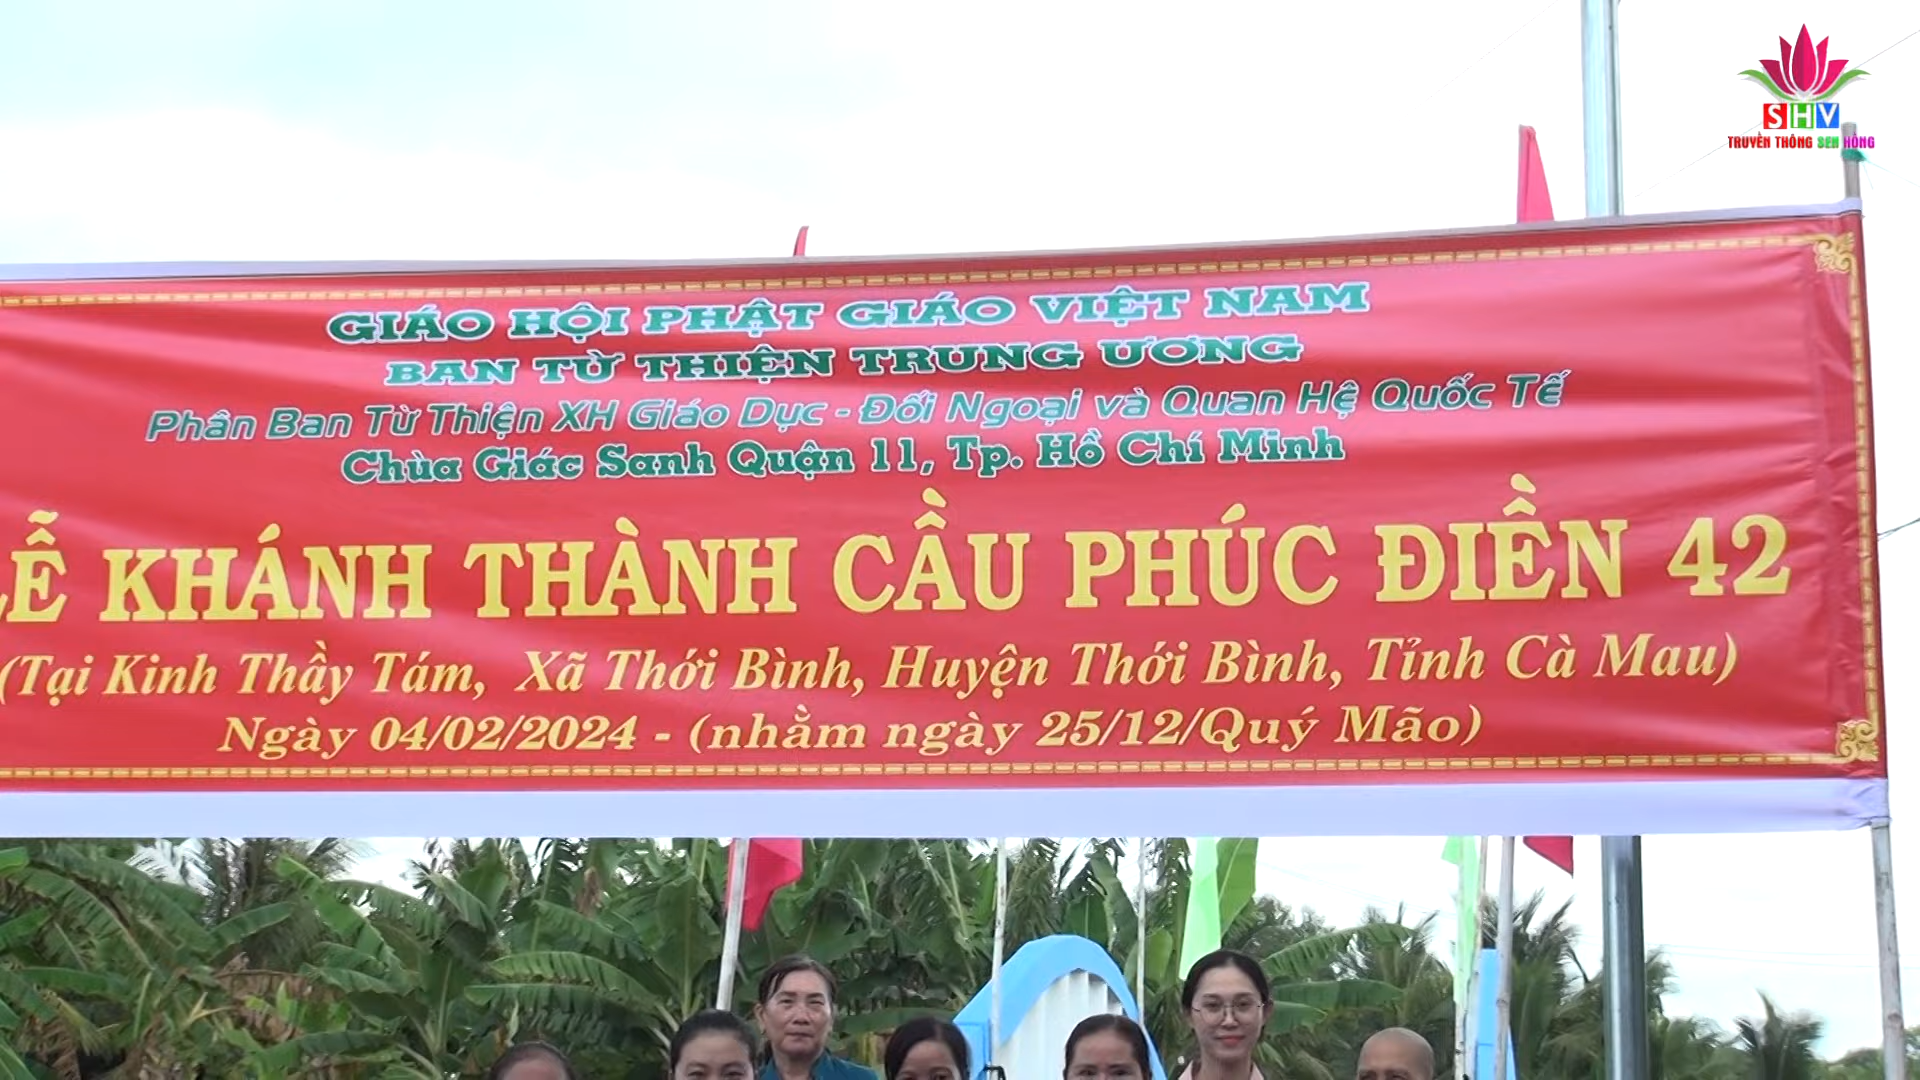 SHV
TRUYỀN THÔNG SEN HỒNG
GIÁO HỘI PHẬT GIÁO VIỆT NAM
BAN TỪ THIỆN TRUNG ƯƠNG
Phân Ban Từ Thiện XH Giáo Dục - Đối Ngoại và Quan Hệ Quốc Tế
Chùa Giác Sanh Quận 11, Tp. Hồ Chí Minh
LỄ KHÁNH THÀNH CẦU PHÚC ĐIỀN 42
(Tại Kinh Thầy Tám, Xã Thới Bình, Huyện Thới Bình, Tỉnh Cà Mau)
Ngày 04/02/2024 - (nhằm ngày 25/12/Quý Mão)